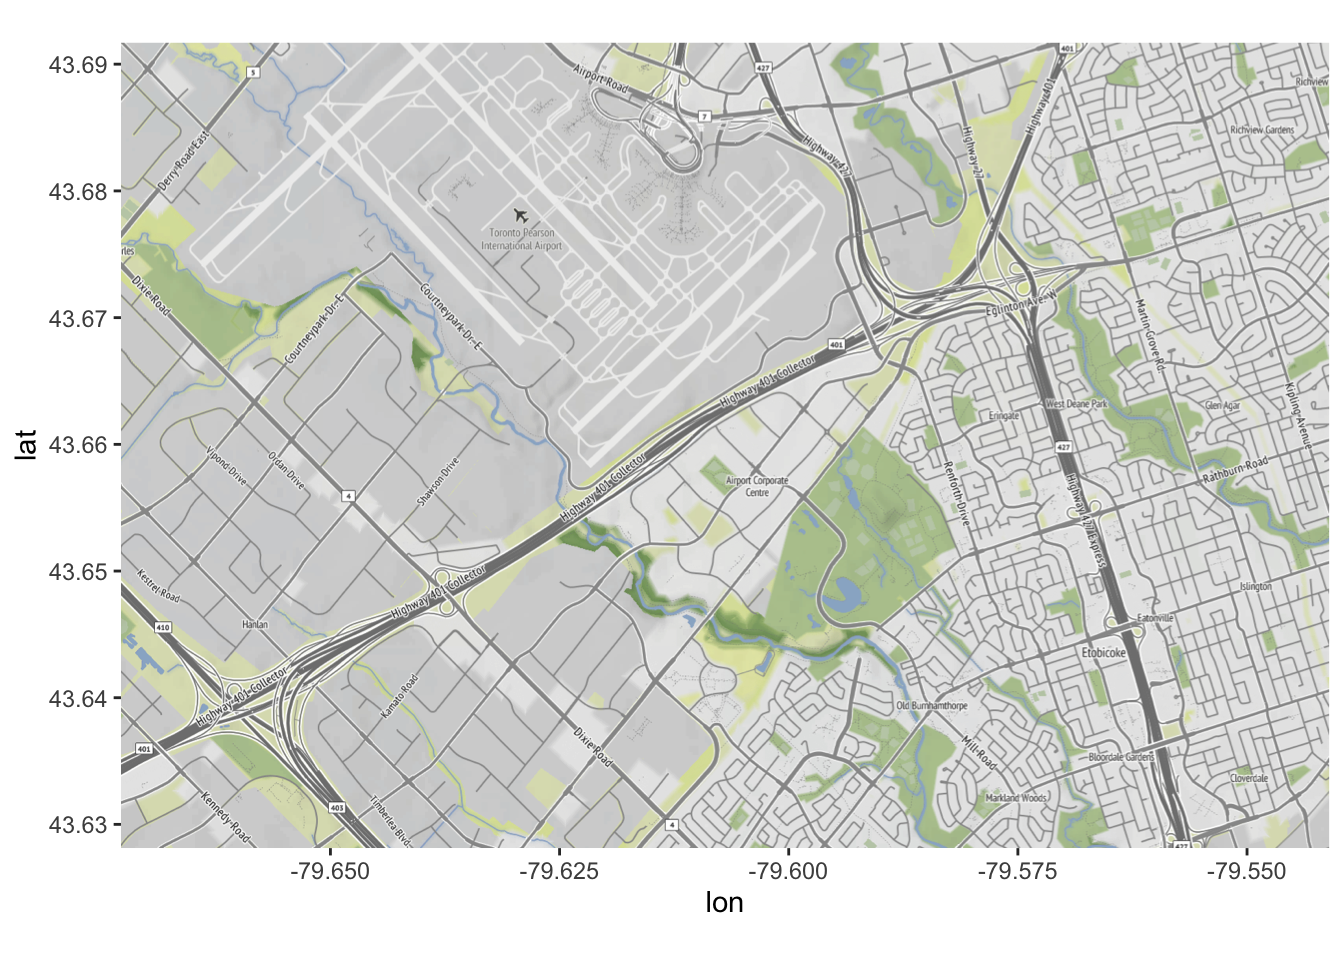 43.69
43.68
43.67
43.66
43.65
43.64
43.63
lat
-79.650
-79.625
-79.600
-79.575
-79.550
lon
401
5
427
Airport Road
Richview
7
Highway 401
Derry Road East
Highway 427
Highway 27
Richview Gardens
Toronto Pearson
International Airport
rles
Dixie Road
Courtneypark Dr E
Courtneypark Dr E
Eglinton Ave W
Martin Grove Rd
401
Highway 401 Collector
Kipling Avenue
West Deane Park
Glen Agar
Eringate
427
Vipond Drive
Ordan Drive
Shawson Drive
Highway 401 Collector
Airport Corporate
Centre
Renforth Drive
Rathburn Road
4
Highway 427 Express
Kestrel Road
Highway 401 Collector
Islington
410
Hanlan
Eatonville
Etobicoke
Highway 401 Collector
Kamato Road
Old Burnhamthorpe
401
Dixie Road
Mill Road
Bloordale Gardens
Cloverdale
Markland Woods
Kennedy Road
403
Timberlea Blvd
4
427